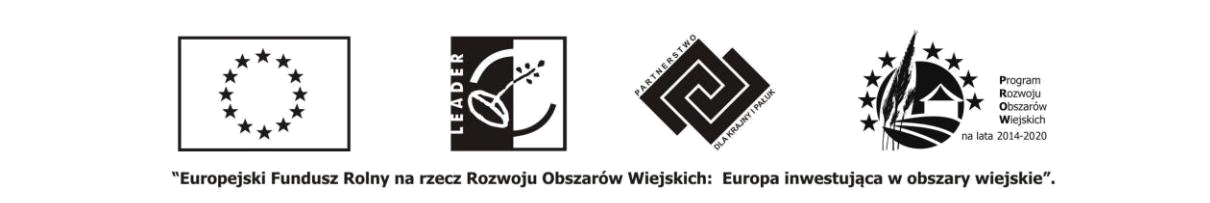 LEADER
PARTNERSTWO
DLA KRAJNY I PAŁUK
Program
Rozwoju
Obszarów
Wiejskich
na lata 2014-2020
“Europejski Fundusz Rolny na rzecz Rozwoju Obszarów Wiejskich: Europa inwestująca w obszary wiejskie”.